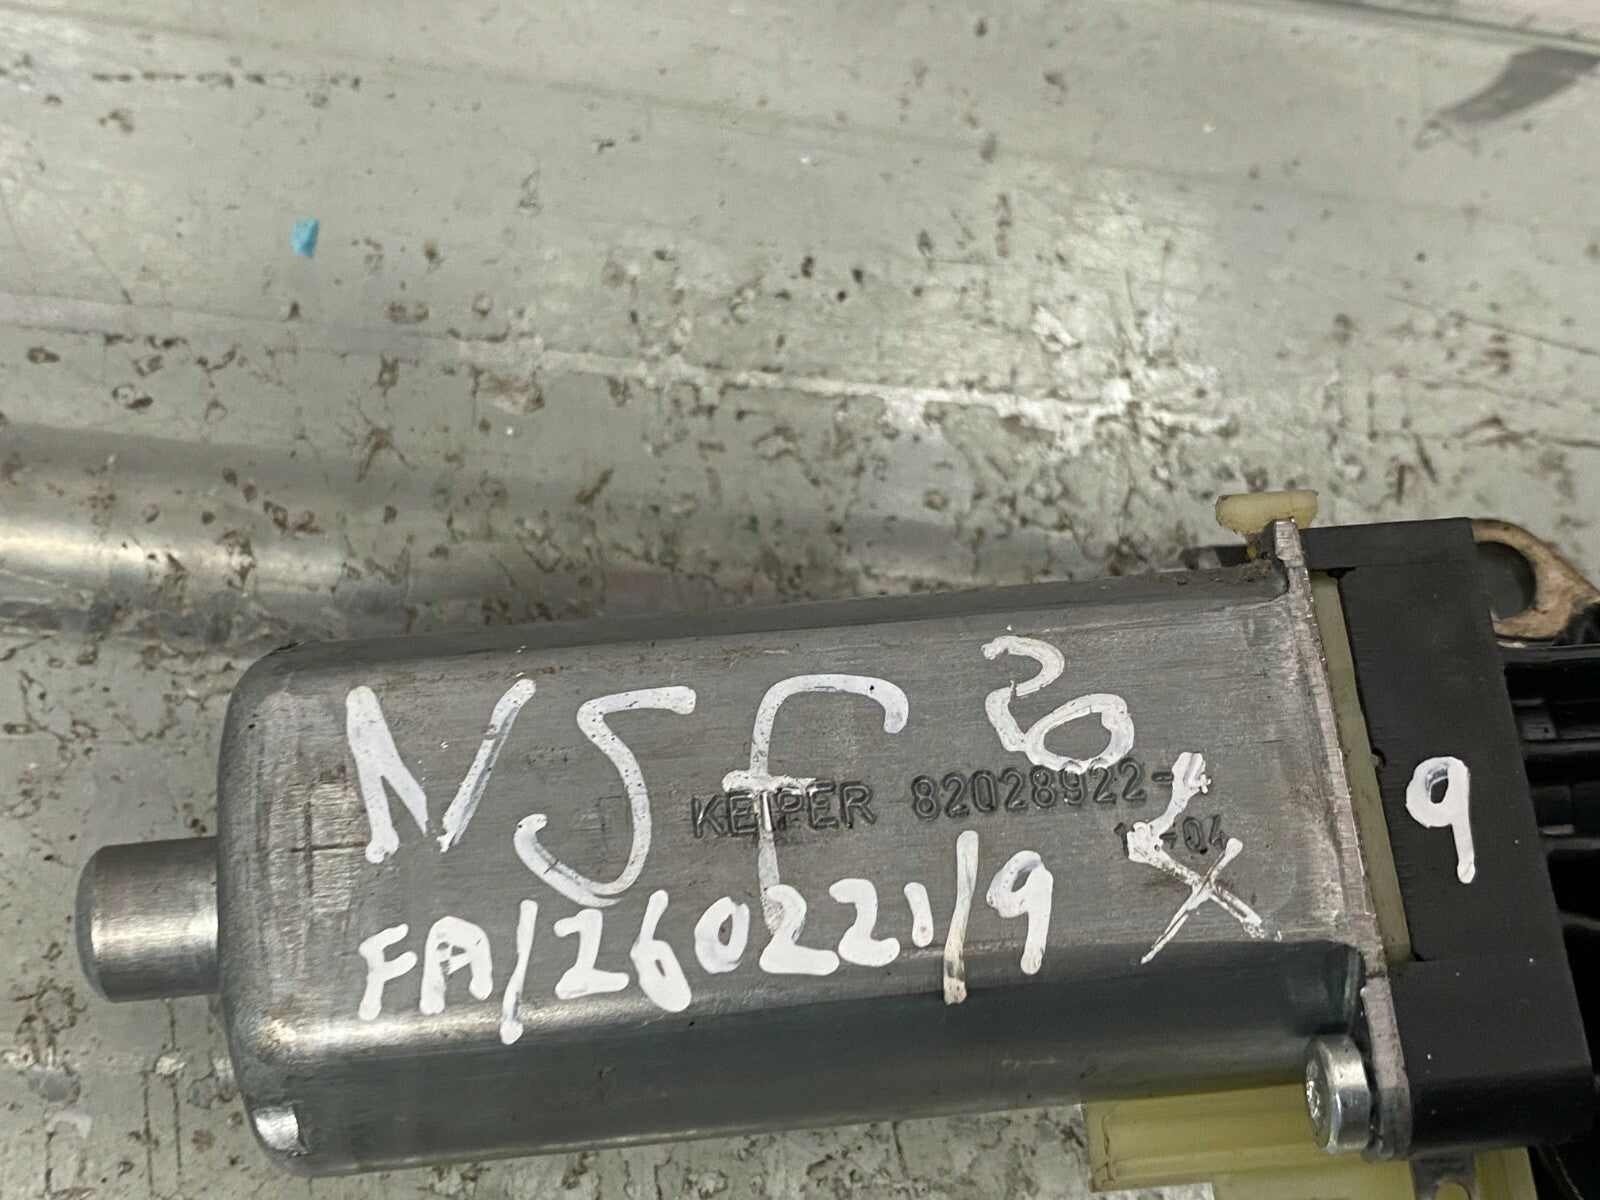 NSF
KEIPER 82028922-
FA/260221/9
9